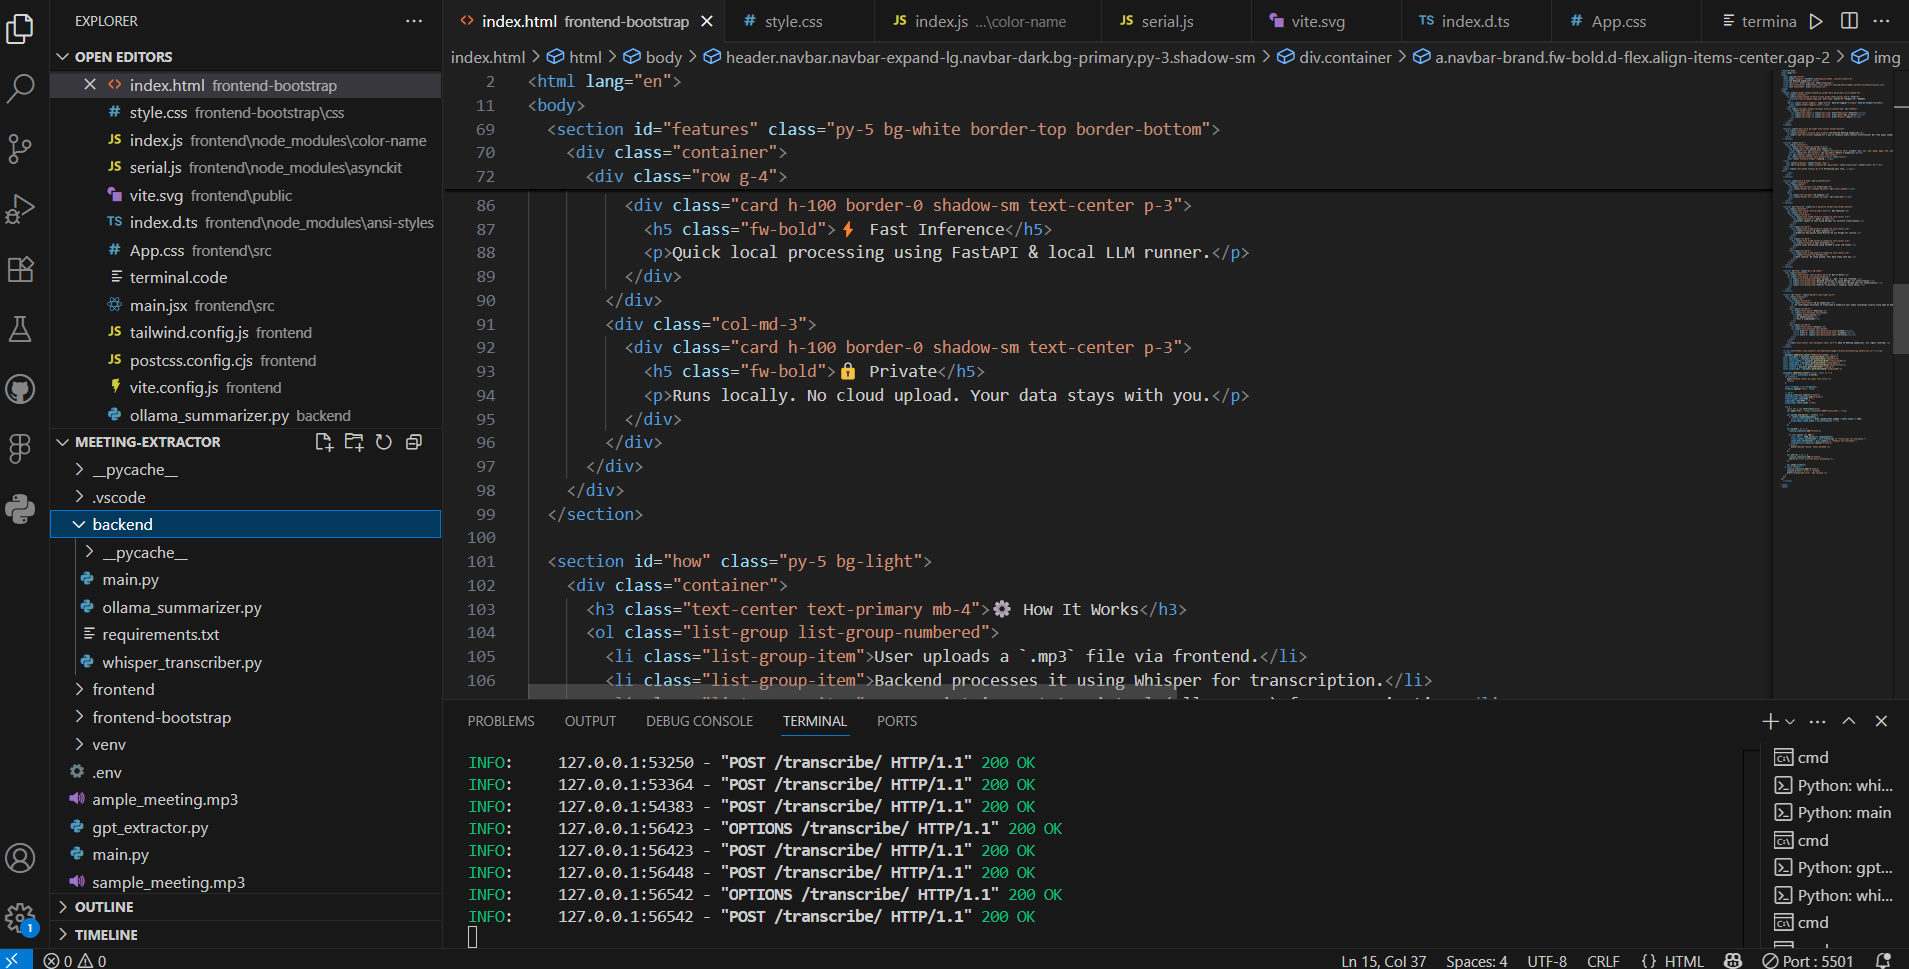 EXPLORER
OPEN EDITORS
index.html frontend-bootstrap
style.css frontend-bootstrap\css
index.js frontend\node_modules\color-name
serial.js frontend\node_modules\asynckit
vite.svg frontend\public
index.d.ts frontend\node_modules\ansi-styles
App.css frontend\src
terminal.code
main.jsx frontend\src
tailwind.config.js frontend
postcss.config.cjs frontend
vite.config.js frontend
ollama_summarizer.py backend
MEETING-EXTRACTOR
__pycache__
.vscode
backend
__pycache__
main.py
ollama_summarizer.py
requirements.txt
whisper_transcriber.py
frontend
frontend-bootstrap
venv
.env
ample_meeting.mp3
gpt_extractor.py
main.py
sample_meeting.mp3
OUTLINE
TIMELINE
index.html frontend-bootstrap
style.css
index.js ...\color-name
serial.js
vite.svg
index.d.ts
App.css
termina
index.html > html > body > header.navbar.navbar-expand-lg.navbar-dark.bg-primary.py-3.shadow-sm > div.container > a.navbar-brand.fw-bold.d-flex.align-items-center.gap-2 > img
2 <html lang="en">
11 <body>
69 <section id="features" class="py-5 bg-white border-top border-bottom">
70 <div class="container">
72 <div class="row g-4">
86 <div class="card h-100 border-0 shadow-sm text-center p-3">
87 <h5 class="fw-bold">⚡ Fast Inference</h5>
88 <p>Quick local processing using FastAPI & local LLM runner.</p>
89 </div>
90 </div>
91 <div class="col-md-3">
92 <div class="card h-100 border-0 shadow-sm text-center p-3">
93 <h5 class="fw-bold">🔒 Private</h5>
94 <p>Runs locally. No cloud upload. Your data stays with you.</p>
95 </div>
96 </div>
97 </div>
98 </div>
99 </section>
100
101 <section id="how" class="py-5 bg-light">
102 <div class="container">
103 <h3 class="text-center text-primary mb-4">⚙️ How It Works</h3>
104 <ol class="list-group list-group-numbered">
105 <li class="list-group-item">User uploads a `.mp3` file via frontend.</li>
106 <li class="list-group-item">Backend processes it using Whisper for transcription.</li>
PROBLEMS OUTPUT DEBUG CONSOLE TERMINAL PORTS
INFO: 127.0.0.1:53250 - "POST /transcribe/ HTTP/1.1" 200 OK
INFO: 127.0.0.1:53364 - "POST /transcribe/ HTTP/1.1" 200 OK
INFO: 127.0.0.1:54383 - "POST /transcribe/ HTTP/1.1" 200 OK
INFO: 127.0.0.1:56423 - "OPTIONS /transcribe/ HTTP/1.1" 200 OK
INFO: 127.0.0.1:56423 - "POST /transcribe/ HTTP/1.1" 200 OK
INFO: 127.0.0.1:56448 - "POST /transcribe/ HTTP/1.1" 200 OK
INFO: 127.0.0.1:56542 - "OPTIONS /transcribe/ HTTP/1.1" 200 OK
INFO: 127.0.0.1:56542 - "POST /transcribe/ HTTP/1.1" 200 OK
cmd
Python: whi...
Python: main
cmd
Python: gpt...
Python: whi...
cmd
1
0 0
Ln 15, Col 37 Spaces: 4 UTF-8 CRLF {} HTML Port : 5501